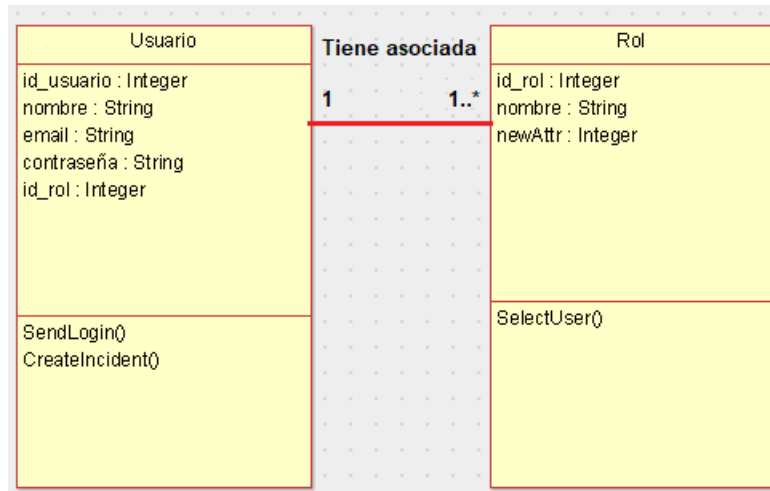 Usuario
id_usuario : Integer
nombre : String
email : String
contraseña : String
id_rol : Integer
SendLogin()
CreateIncident()
Tiene asociada
1 1..*
Rol
id_rol : Integer
nombre : String
newAttr : Integer
SelectUser()